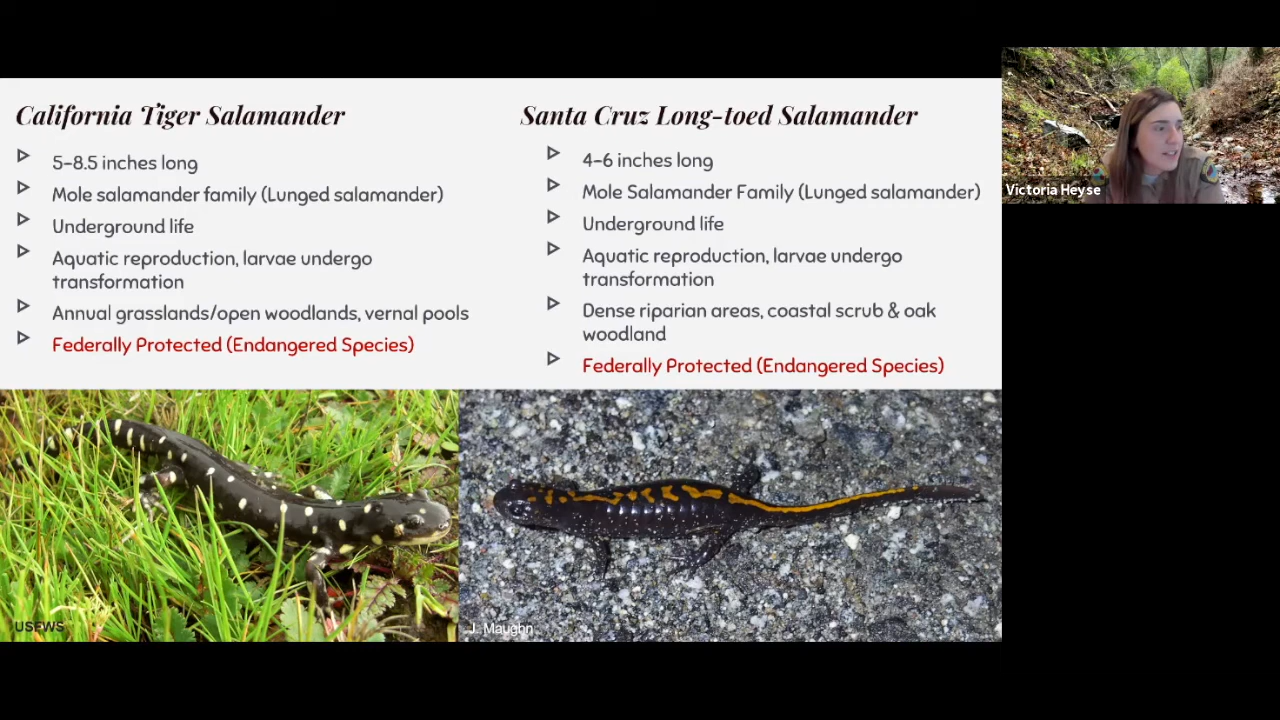 California Tiger Salamander
5-8.5 inches long
Mole salamander family (Lunged salamander)
Underground life
Aquatic reproduction, larvae undergo
transformation
Annual grasslands/open woodlands, vernal pools
Federally Protected (Endangered Species)
USFWS
Santa Cruz Long-toed Salamander
4-6 inches long
Mole Salamander Family (Lunged salamander)
Underground life
Aquatic reproduction, larvae undergo
transformation
Dense riparian areas, coastal scrub & oak
woodland
Federally Protected (Endangered Species)
J. Maughn
Victoria Heyse